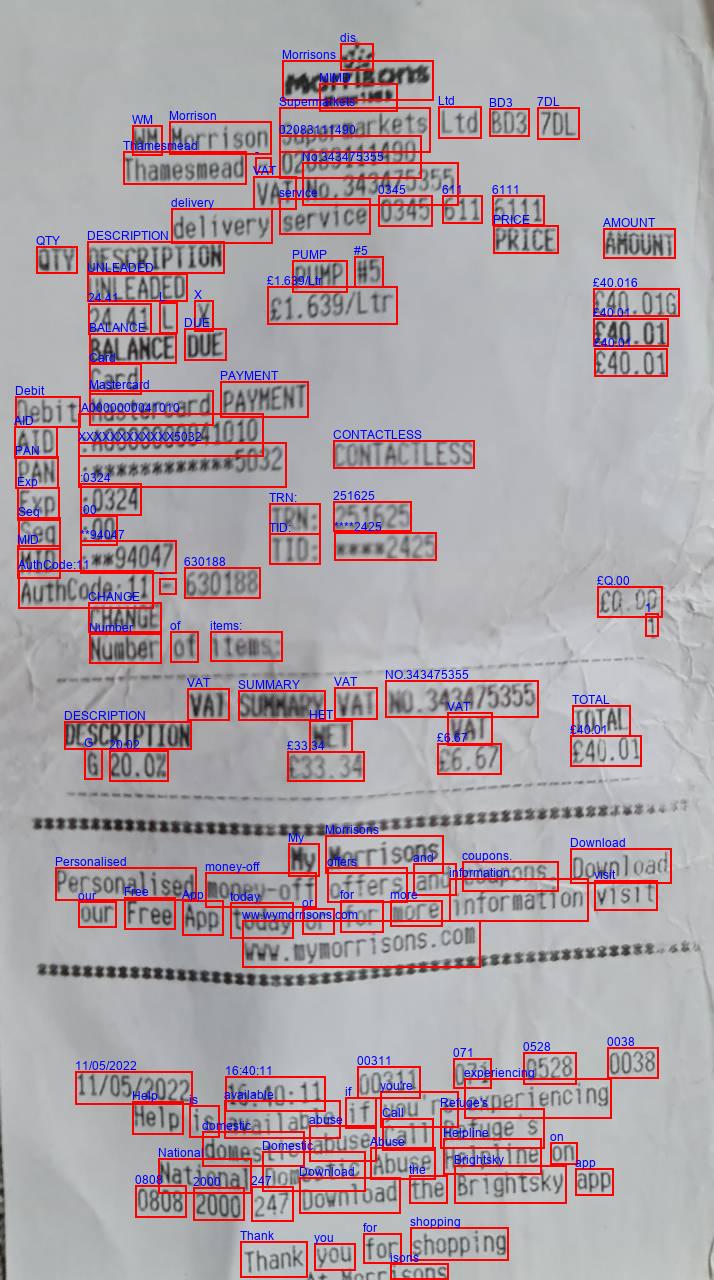 Morrisons
WM Morrison Supermarkets Ltd BD3 7DL
Thamesmead 02083111490
VAT No.343475355
delivery service 0345 611 6111
QTY DESCRIPTION PRICE AMOUNT
UNLEADED PUMP #5
24.41 L X £1.639/Ltr £40.01G
BALANCE DUE £40.01
Card £40.01
Debit Mastercard PAYMENT
AID :A0000000041010
PAN :************5032 CONTACTLESS
Exp :0324
Seq :00 TRN: 251625
MID :**94047 TID: ****2425
AuthCode:11 - 630188
CHANGE £0.00
Number of items: 1
VAT SUMMARY VAT NO.343475355
DESCRIPTION NET VAT TOTAL
G 20.0% £33.34 £6.67 £40.01
My Morrisons
Personalised money-off offers and coupons. Download
our Free App today or for more information visit
www.mymorrisons.com
11/05/2022 16:40:11 00311 071 0528 0038
Help is available if you're experiencing
domestic abuse Call Refuge's
National Domestic Abuse Helpline on
0808 2000 247 Download the Brightsky app
Thank you for shopping
At Morrisons